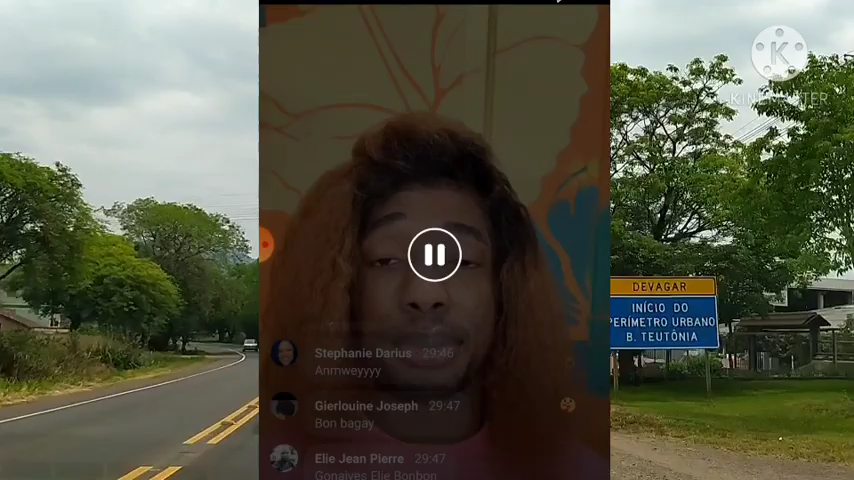 KINEMASTER
DEVAGAR
INÍCIO DO
PERÍMETRO URBANO
B. TEUTÔNIA
Stephanie Darius 29:46
Anmweyyyy
Gierlouine Joseph 29:47
Bon bagay
Elie Jean Pierre 29:47
Gonaives Elie Bonbon